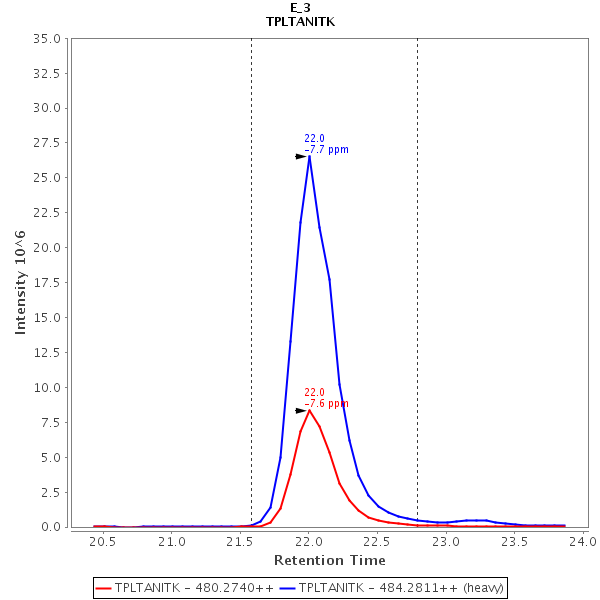 E_3
TPLTANITK
35.0
32.5
30.0
27.5
25.0
22.5
20.0
17.5
15.0
12.5
10.0
7.5
5.0
2.5
0.0
Intensity 10^6
22.0
-7.7 ppm
22.0
-7.6 ppm
20.5 21.0 21.5 22.0 22.5 23.0 23.5 24.0
Retention Time
TPLTANITK - 480.2740++ TPLTANITK - 484.2811++ (heavy)